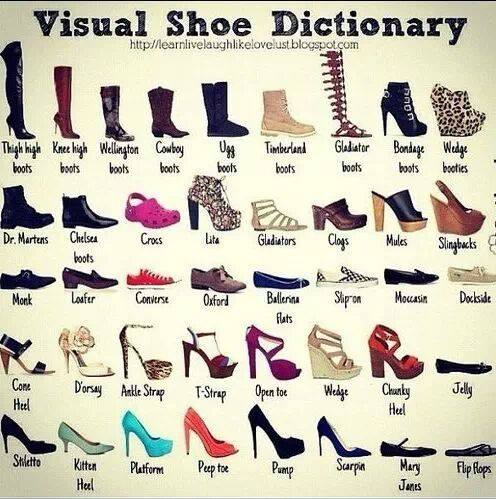 Visual Shoe Dictionary
http://learnlivelaughlikelovelust.blogspot.com
Thigh high boots
Knee high boots
Wellington boots
Cowboy boots
Ugg boots
Timberland boots
Gladiator boots
Bondage boots
Wedge booties
Dr. Martens
Chelsea boots
Crocs
Lita
Gladiators
Clogs
Mules
Slingbacks
Monk
Loafer
Converse
Oxford
Ballerina flats
Slip-on
Moccasin
Dockside
Cone Heel
D'orsay
Ankle Strap
T-Strap
Open toe
Wedge
Chunky Heel
Jelly
Stiletto
Kitten Heel
Platform
Peep toe
Pump
Scarpin
Mary Janes
Flip flops